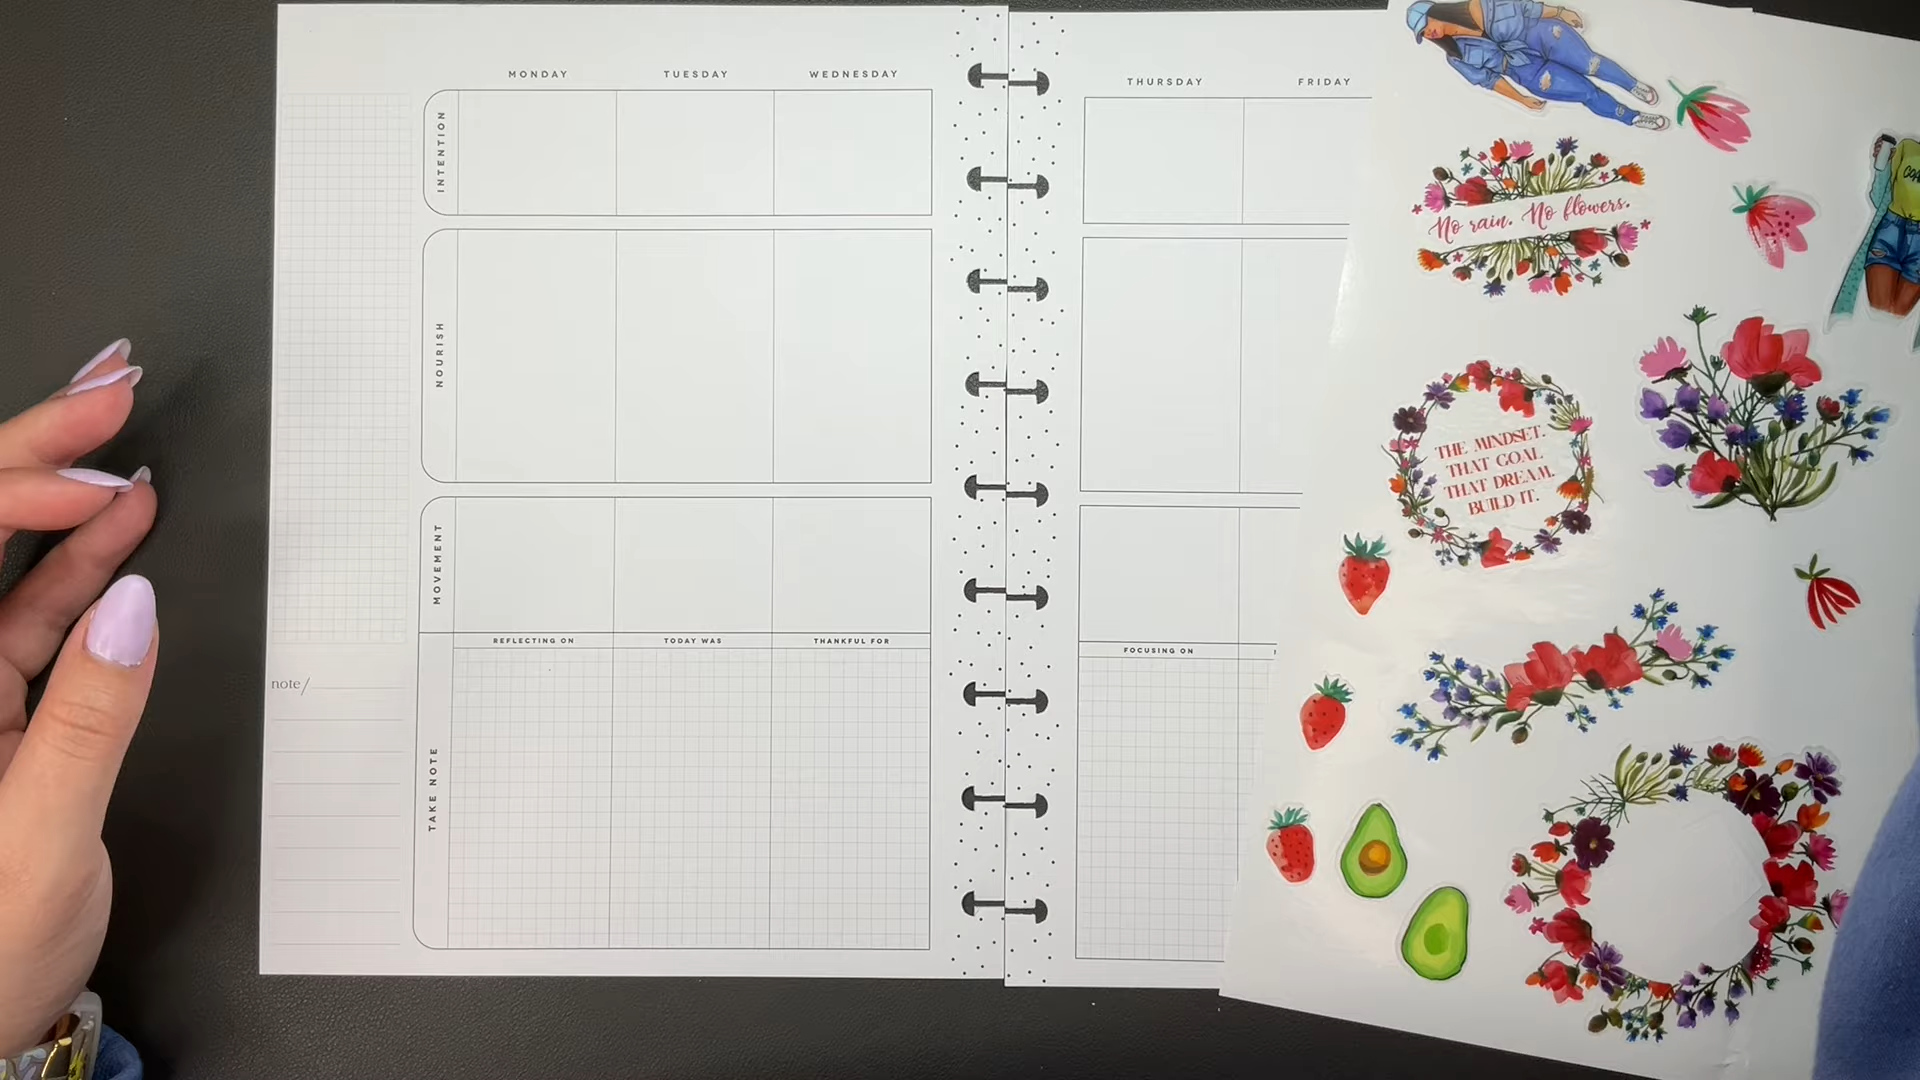 MONDAY TUESDAY WEDNESDAY
INTENTION
NOURISH
MOVEMENT
REFLECTING ON TODAY WAS THANKFUL FOR
TAKE NOTE
note/
THURSDAY FRIDAY
FOCUSING ON
No rain. No flowers.
THE MINDSET.
THAT GOAL
THAT DREAM.
BUILD IT.